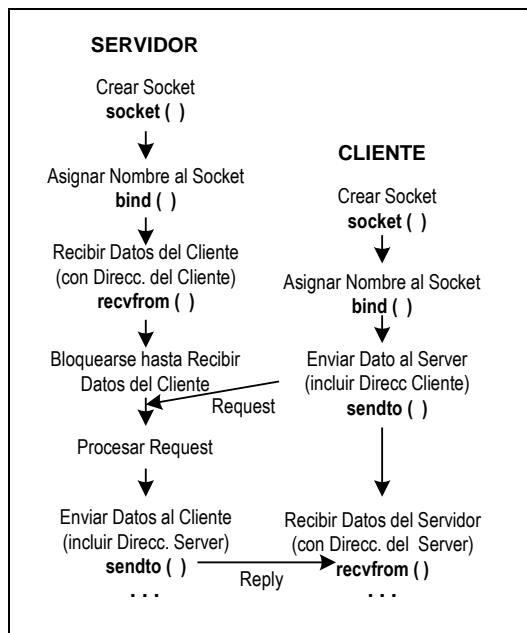 SERVIDOR
Crear Socket
socket ( )
Asignar Nombre al Socket
bind ( )
Recibir Datos del Cliente
(con Direcc. del Cliente)
recvfrom ( )
Bloquearse hasta Recibir
Datos del Cliente
Procesar Request
Enviar Datos al Cliente
(incluir Direcc. Server)
sendto ( )
. . .
CLIENTE
Crear Socket
socket ( )
Asignar Nombre al Socket
bind ( )
Enviar Dato al Server
(incluir Direcc Cliente)
sendto ( )
Request
Recibir Datos del Servidor
(con Direcc. del Server)
recvfrom ( )
Reply
. . .